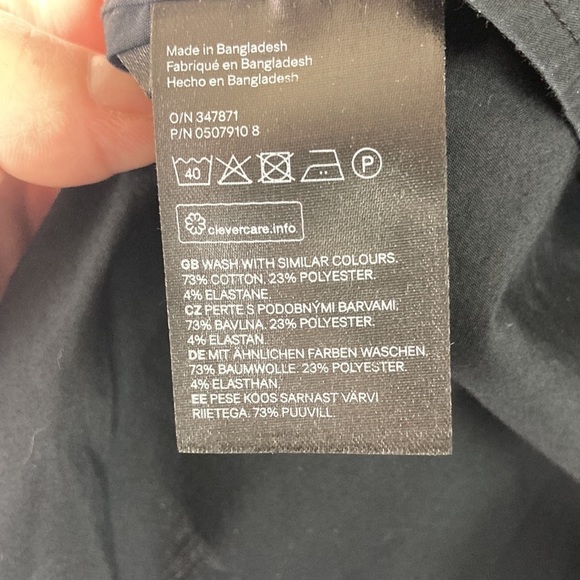 Made in Bangladesh
Fabriqué en Bangladesh
Hecho en Bangladesh
O/N 347871
P/N 0507910 8
40 P
clevercare.info
GB WASH WITH SIMILAR COLOURS.
73% COTTON, 23% POLYESTER,
4% ELASTANE.
CZ PERTE S PODOBNÝMI BARVAMI.
73% BAVLNA, 23% POLYESTER,
4% ELASTAN.
DE MIT ÄHNLICHEN FARBEN WASCHEN.
73% BAUMWOLLE, 23% POLYESTER,
4% ELASTHAN.
EE PESE KOOS SARNAST VÄRVI
RIIETEGA. 73% PUUVILL,